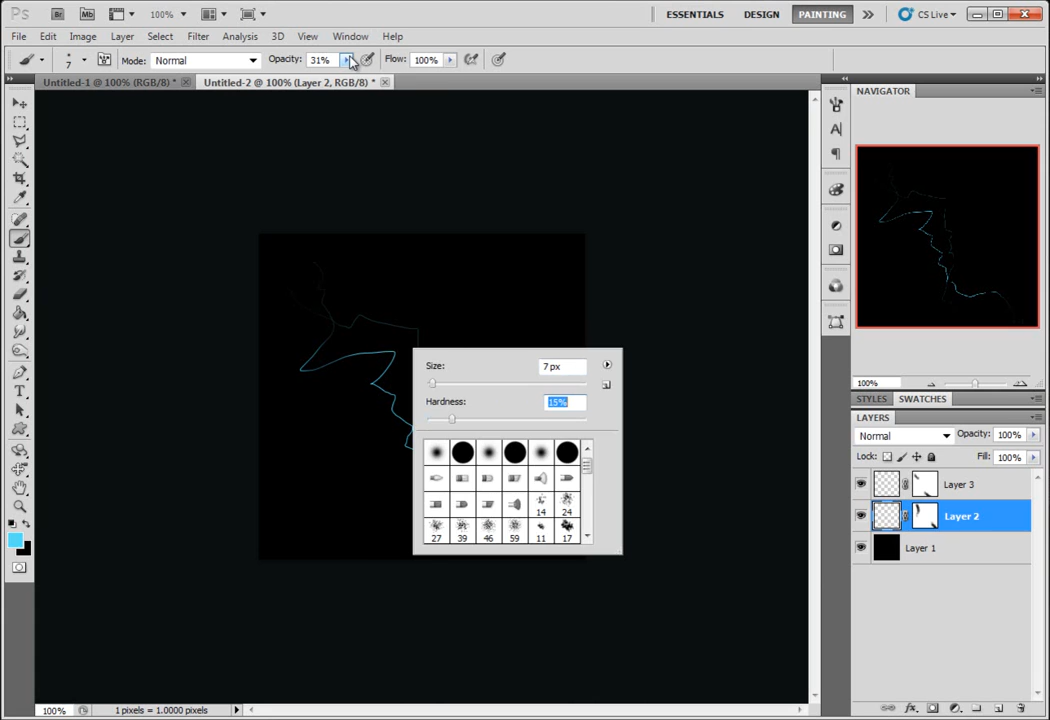 Ps Br Mb 100% ESSENTIALS DESIGN PAINTING CS Live
File Edit Image Layer Select Filter Analysis 3D View Window Help
7 Mode: Normal Opacity: 31% Flow: 100%
Untitled-1 @ 100% (RGB/8) * Untitled-2 @ 100% (Layer 2, RGB/8) *
NAVIGATOR
Size: 7 px
Hardness: 15%
14 24
27 39 46 59 11 17
100%
STYLES SWATCHES
LAYERS
Normal Opacity: 100%
Lock: Fill: 100%
Layer 3
Layer 2
Layer 1
100% 1 pixels = 1.0000 pixels